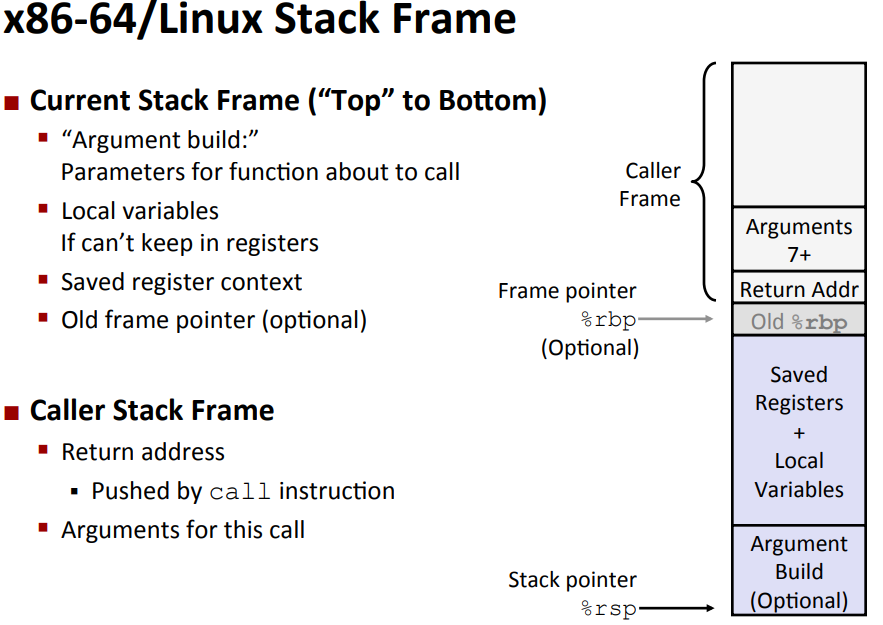 x86-64/Linux Stack Frame
■ Current Stack Frame (“Top” to Bottom)
▪ “Argument build:”
Parameters for function about to call
▪ Local variables
If can’t keep in registers
▪ Saved register context
▪ Old frame pointer (optional)
■ Caller Stack Frame
▪ Return address
▪ Pushed by call instruction
▪ Arguments for this call
Caller
Frame
Frame pointer
%rbp
(Optional)
Stack pointer
%rsp
Arguments
7+
Return Addr
Old %rbp
Saved
Registers
+
Local
Variables
Argument
Build
(Optional)